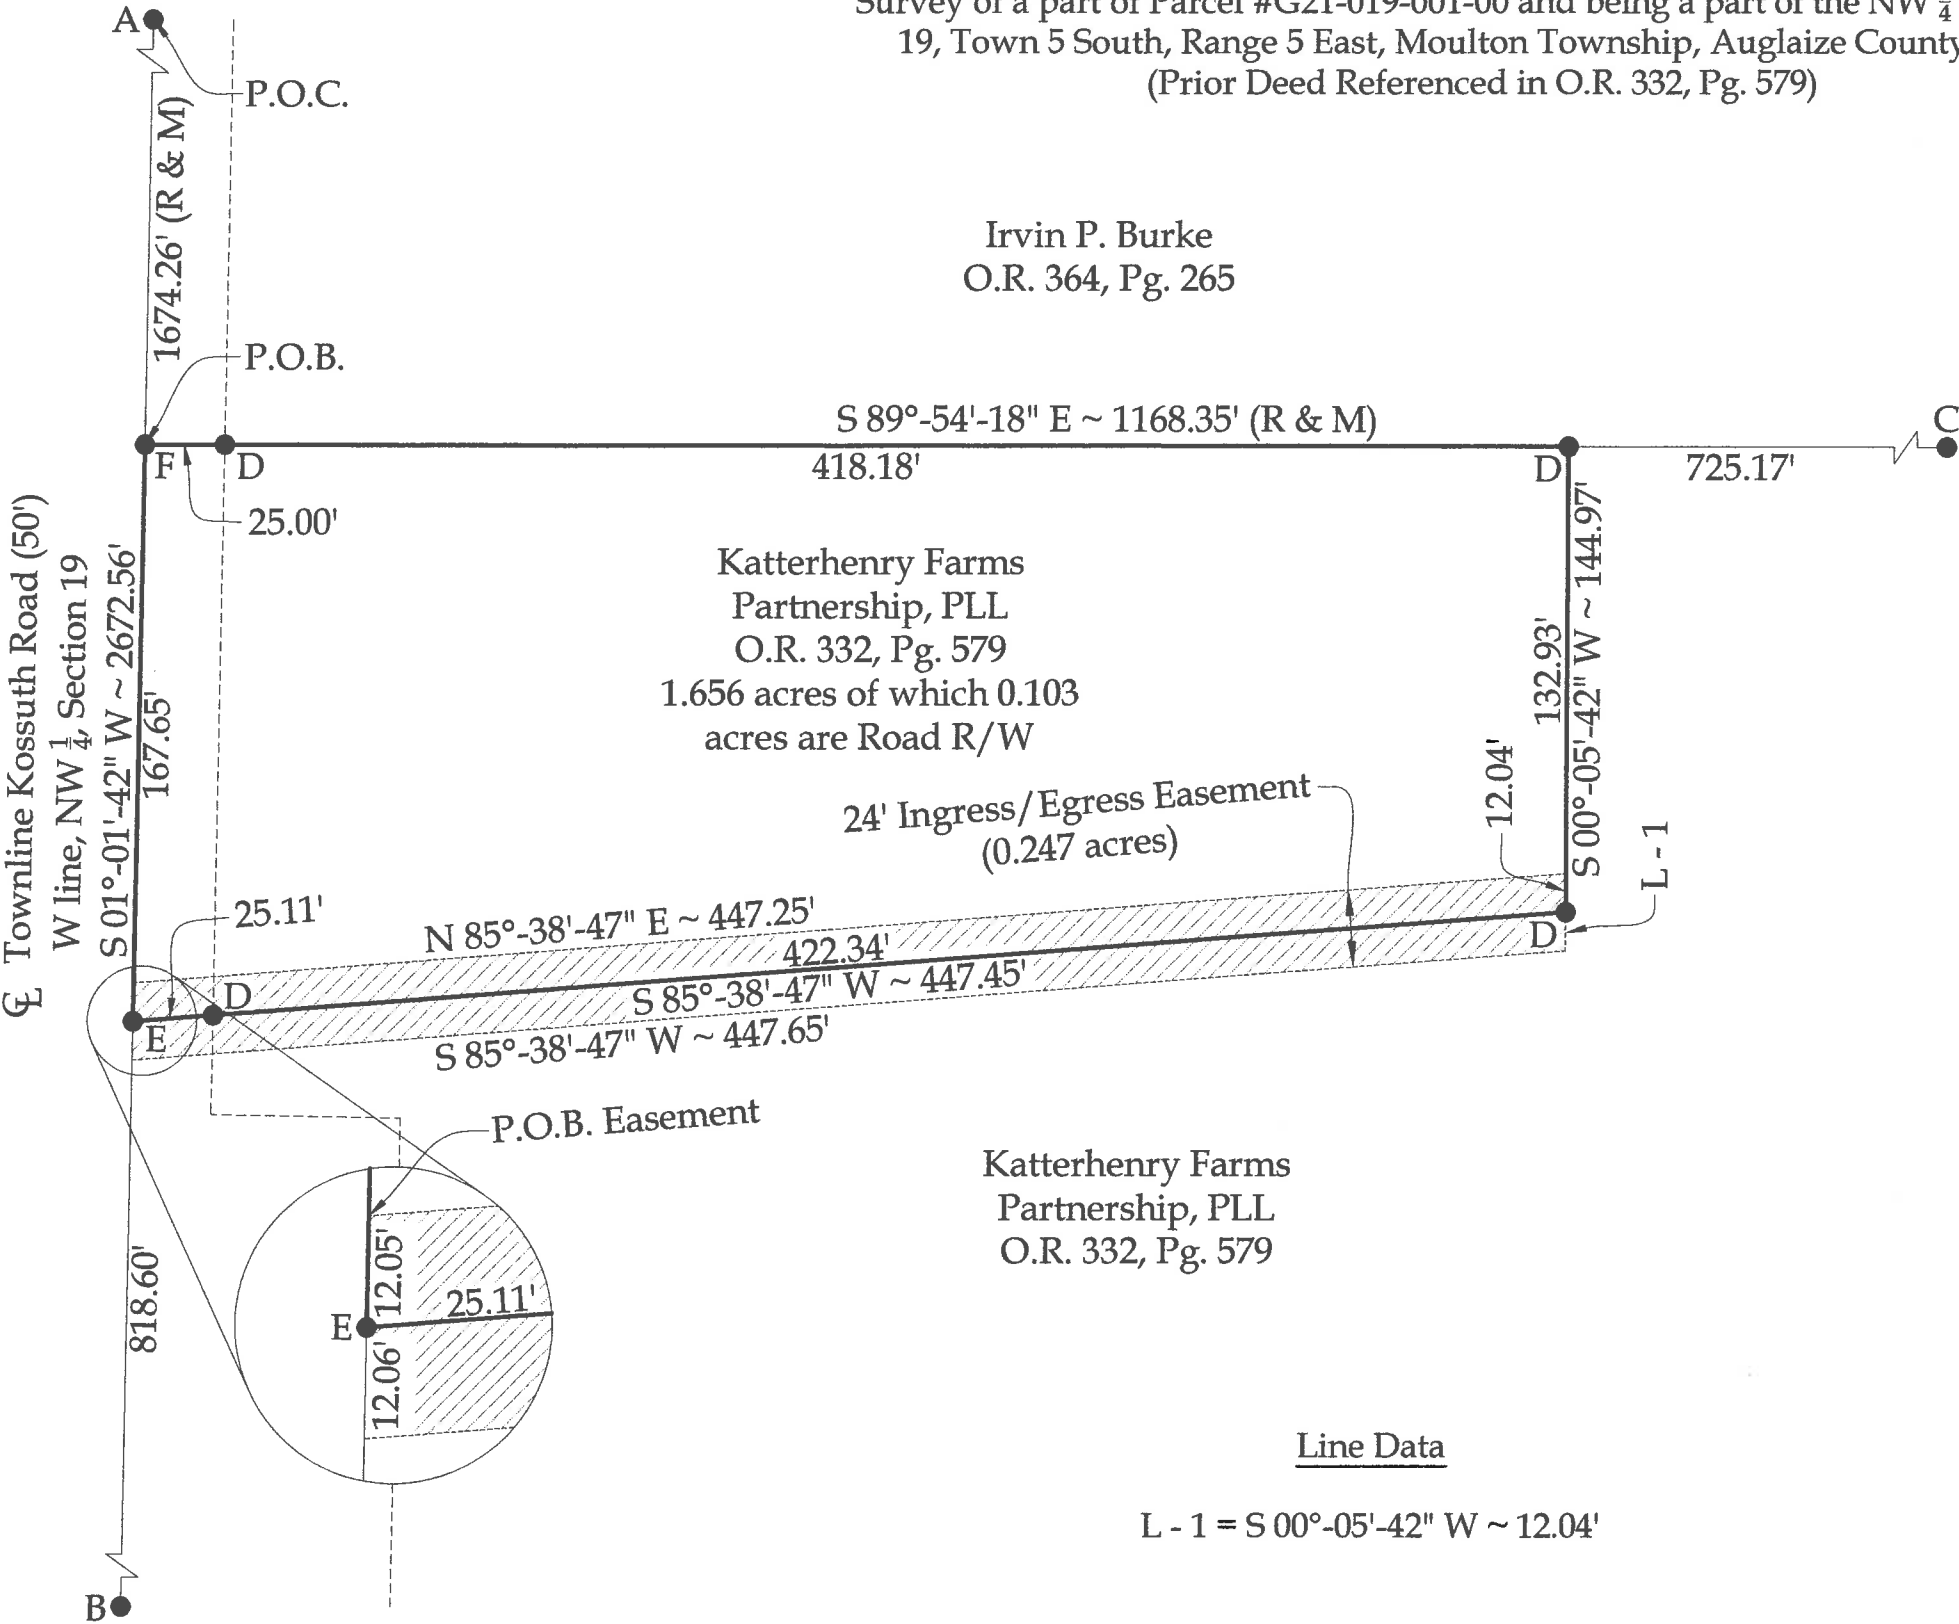 Survey of a part of Parcel #G21-019-001-00 and being a part of the NW ¼
19, Town 5 South, Range 5 East, Moulton Township, Auglaize County
(Prior Deed Referenced in O.R. 332, Pg. 579)
A
P.O.C.
1674.26' (R & M)
Irvin P. Burke
O.R. 364, Pg. 265
P.O.B.
S 89°-54'-18" E ~ 1168.35' (R & M)
C
F
D
418.18'
D
725.17'
25.00'
Katterhenry Farms
Partnership, PLL
O.R. 332, Pg. 579
1.656 acres of which 0.103
acres are Road R/W
℄ Townline Kossuth Road (50')
W line, NW ¼, Section 19
S 01°-01'-42" W ~ 2672.56'
167.65'
132.93'
S 00°-05'-42" W ~ 144.97'
12.04'
L - 1
24' Ingress/Egress Easement
(0.247 acres)
25.11'
N 85°-38'-47" E ~ 447.25'
422.34'
S 85°-38'-47" W ~ 447.45'
S 85°-38'-47" W ~ 447.65'
D
D
E
P.O.B. Easement
Katterhenry Farms
Partnership, PLL
O.R. 332, Pg. 579
12.05'
25.11'
E
12.06'
818.60'
Line Data
L - 1 = S 00°-05'-42" W ~ 12.04'
B